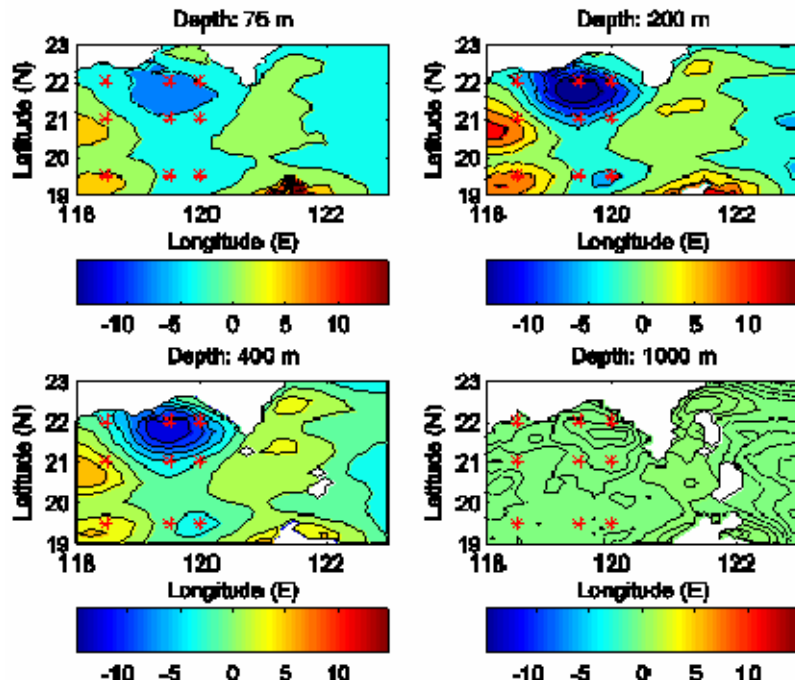 Depth: 75 m
Depth: 200 m
Latitude (N)
23
22
21
20
19
118
120
122
Longitude (E)
Latitude (N)
23
22
21
20
19
118
120
122
Longitude (E)
-10 -5 0 5 10
-10 -5 0 5 10
Depth: 400 m
Depth: 1000 m
Latitude (N)
23
22
21
20
19
118
120
122
Longitude (E)
Latitude (N)
23
22
21
20
19
118
120
122
Longitude (E)
-10 -5 0 5 10
-10 -5 0 5 10